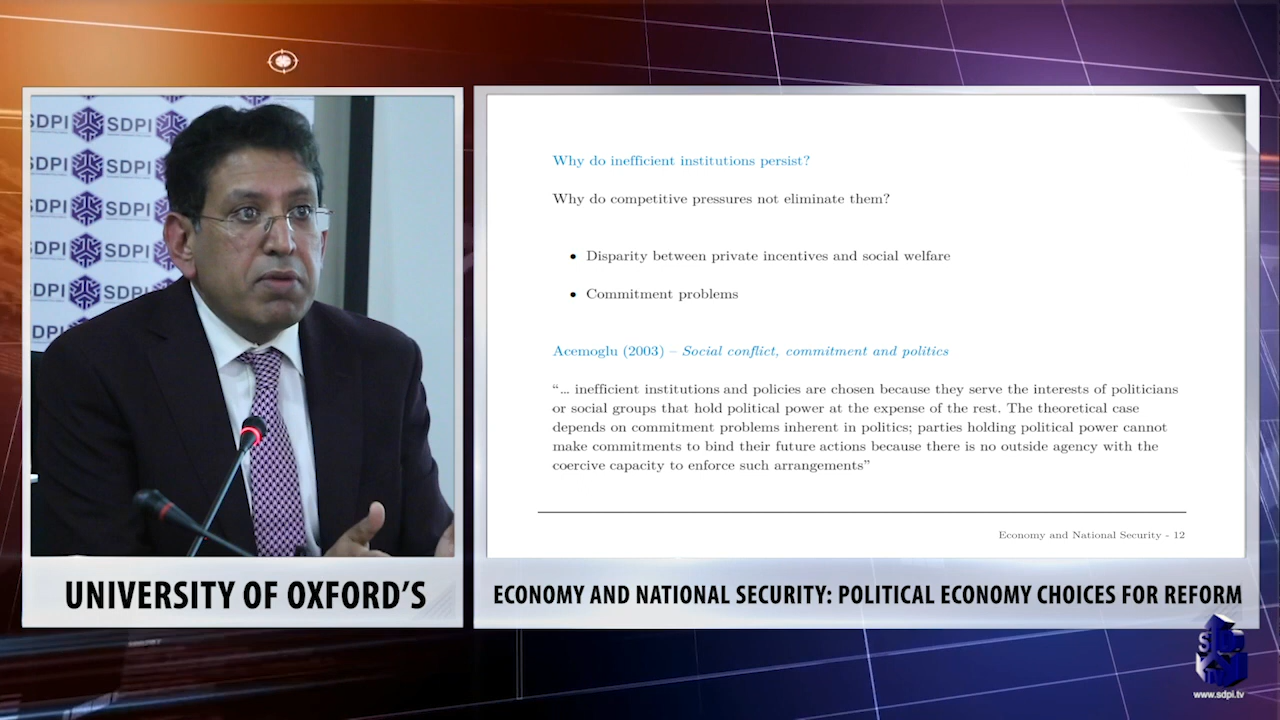 SDPI SDPI
SDPI
SDPI
SDPI
SDPI
SDPI
Why do inefficient institutions persist?
Why do competitive pressures not eliminate them?
• Disparity between private incentives and social welfare
• Commitment problems
Acemoglu (2003) – Social conflict, commitment and politics
“... inefficient institutions and policies are chosen because they serve the interests of politicians
or social groups that hold political power at the expense of the rest. The theoretical case
depends on commitment problems inherent in politics; parties holding political power cannot
make commitments to bind their future actions because there is no outside agency with the
coercive capacity to enforce such arrangements”
Economy and National Security - 12
UNIVERSITY OF OXFORD’S
ECONOMY AND NATIONAL SECURITY: POLITICAL ECONOMY CHOICES FOR REFORM
www.sdpi.tv